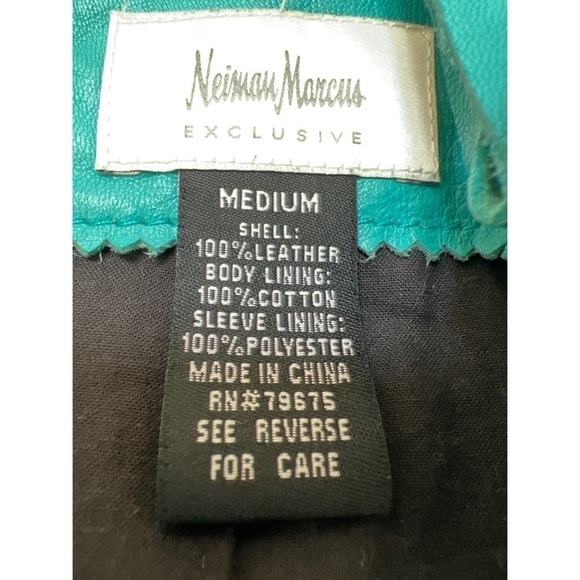 Neiman Marcus
EXCLUSIVE
MEDIUM
SHELL:
100%LEATHER
BODY LINING:
100%COTTON
SLEEVE LINING:
100%POLYESTER
MADE IN CHINA
RN#79675
SEE REVERSE
FOR CARE